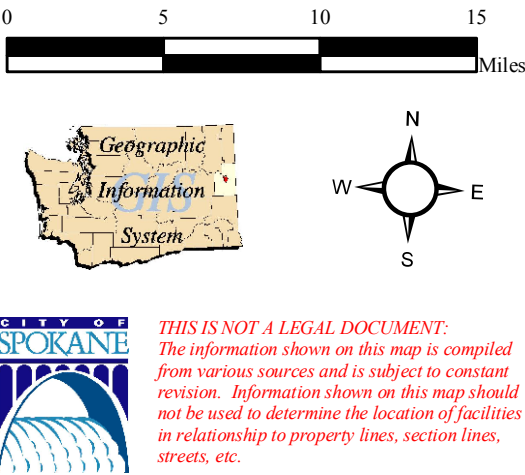 0 5 10 15
Miles
Geographic
Information
GIS
System
N
W E
S
CITY OF
SPOKANE
THIS IS NOT A LEGAL DOCUMENT:
The information shown on this map is compiled
from various sources and is subject to constant
revision. Information shown on this map should
not be used to determine the location of facilities
in relationship to property lines, section lines,
streets, etc.